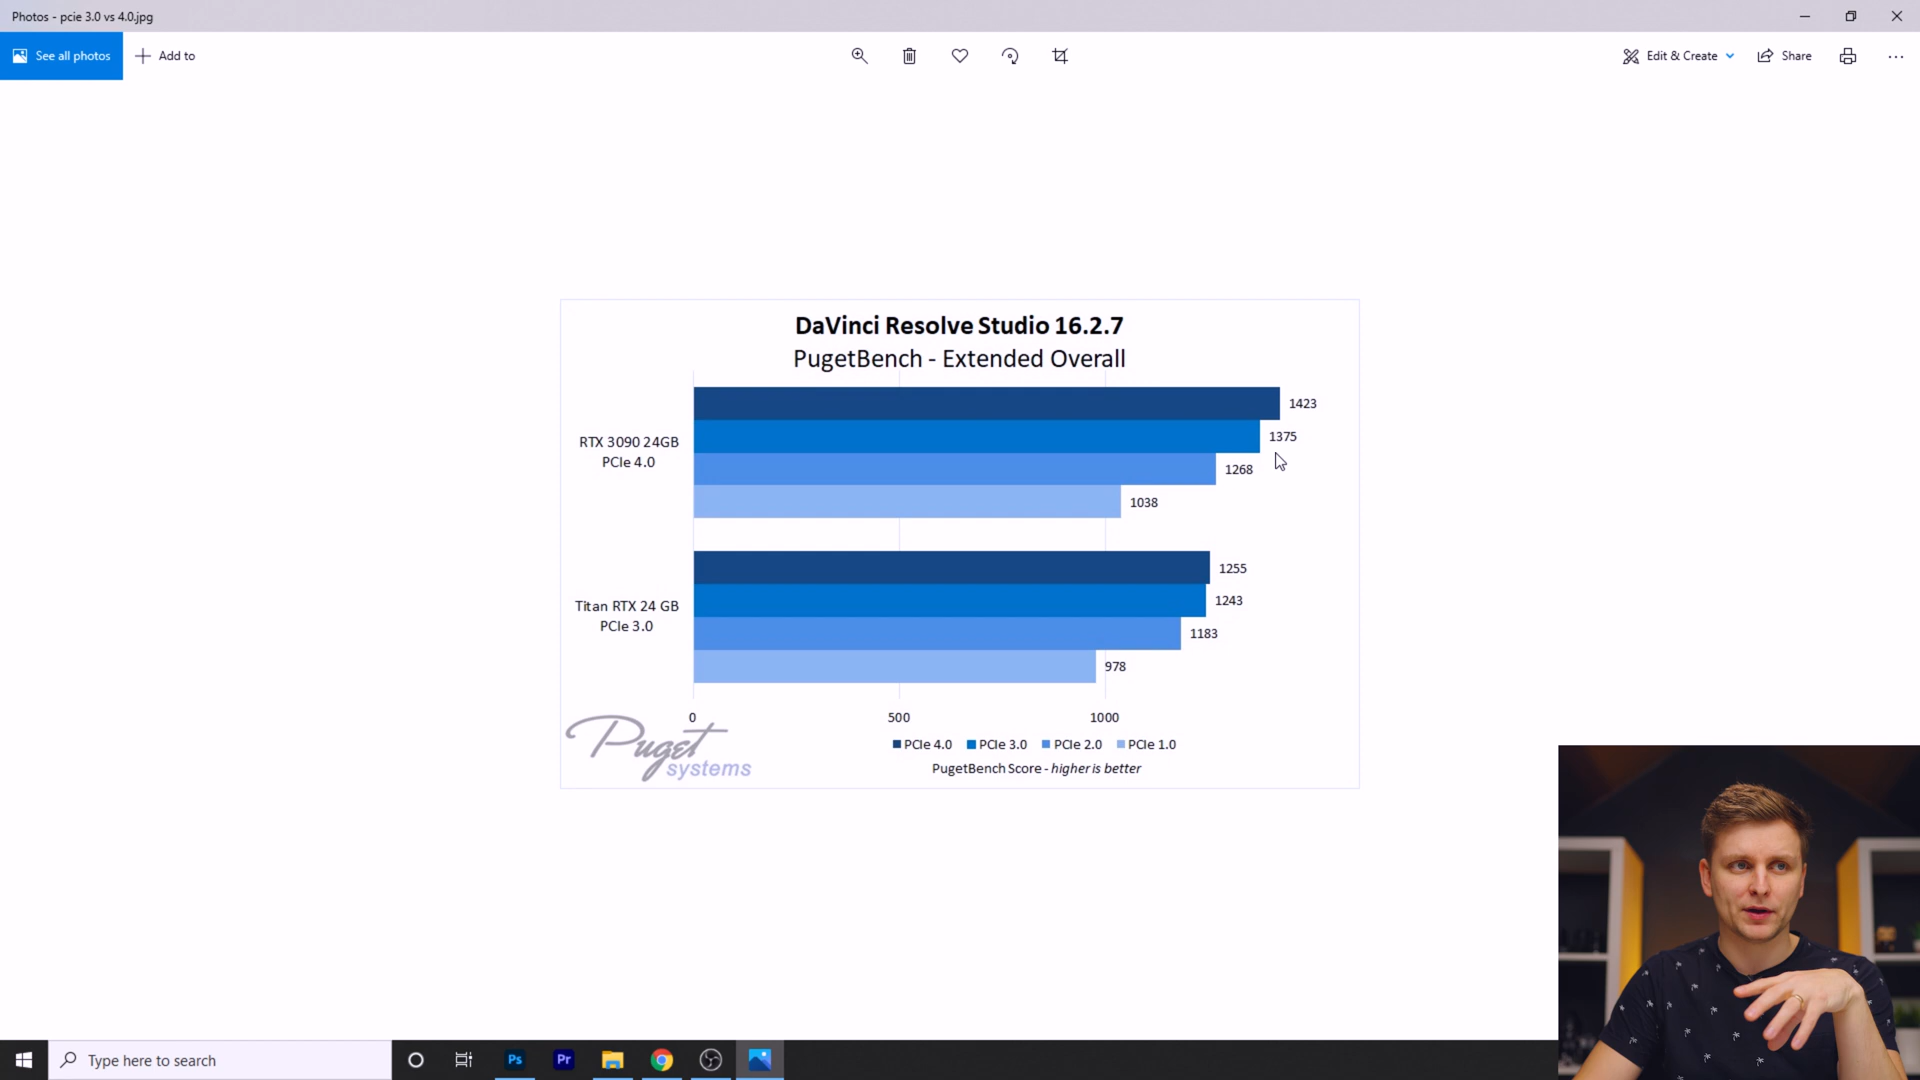 Photos - pcie 3.0 vs 4.0.jpg
See all photos
Add to
Edit & Create
Share
DaVinci Resolve Studio 16.2.7
PugetBench - Extended Overall
1423
1375
RTX 3090 24GB
PCIe 4.0
1268
1038
1255
1243
Titan RTX 24 GB
PCIe 3.0
1183
978
0
500
1000
Puget
systems
PCIe 4.0
PCIe 3.0
PCIe 2.0
PCIe 1.0
PugetBench Score - higher is better
Type here to search
Ps
Pr